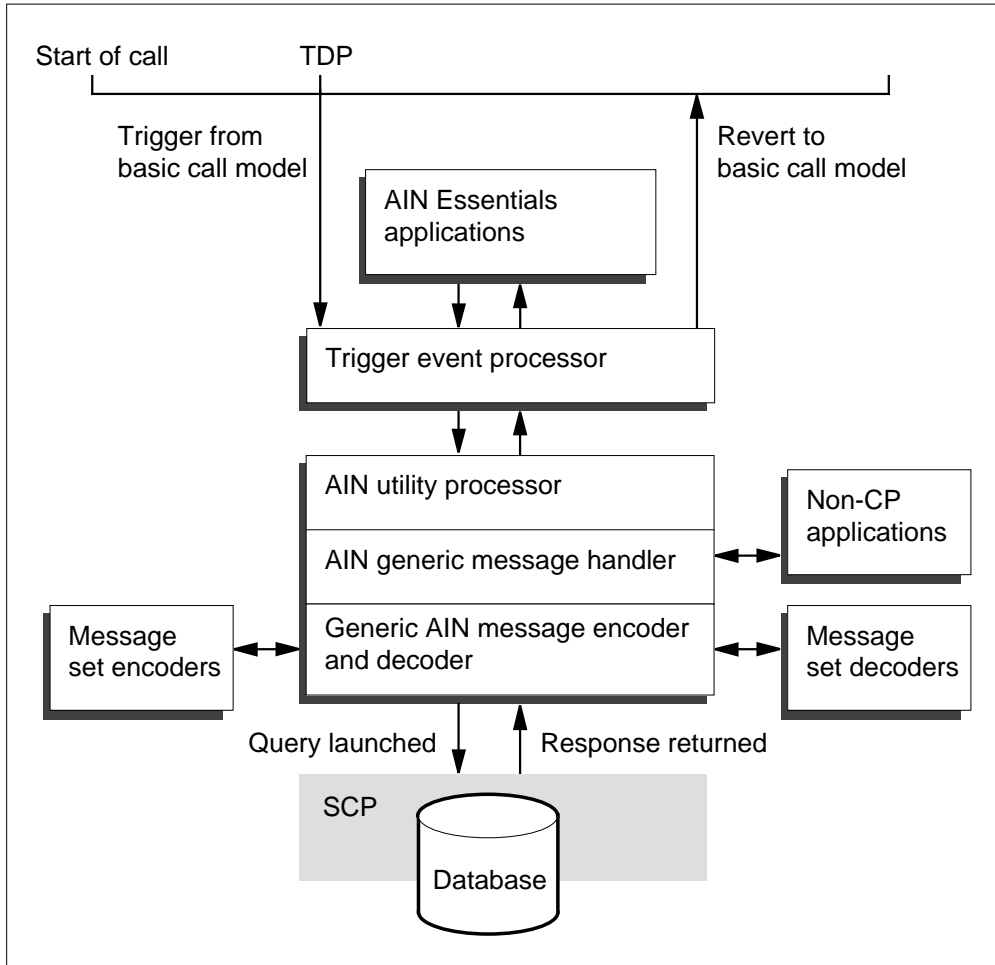 Start of call
TDP
Trigger from
basic call model
Revert to
basic call model
AIN Essentials
applications
Trigger event processor
AIN utility processor
Non-CP
applications
AIN generic message handler
Message
set encoders
Generic AIN message encoder
and decoder
Message
set decoders
Query launched
Response returned
SCP
Database